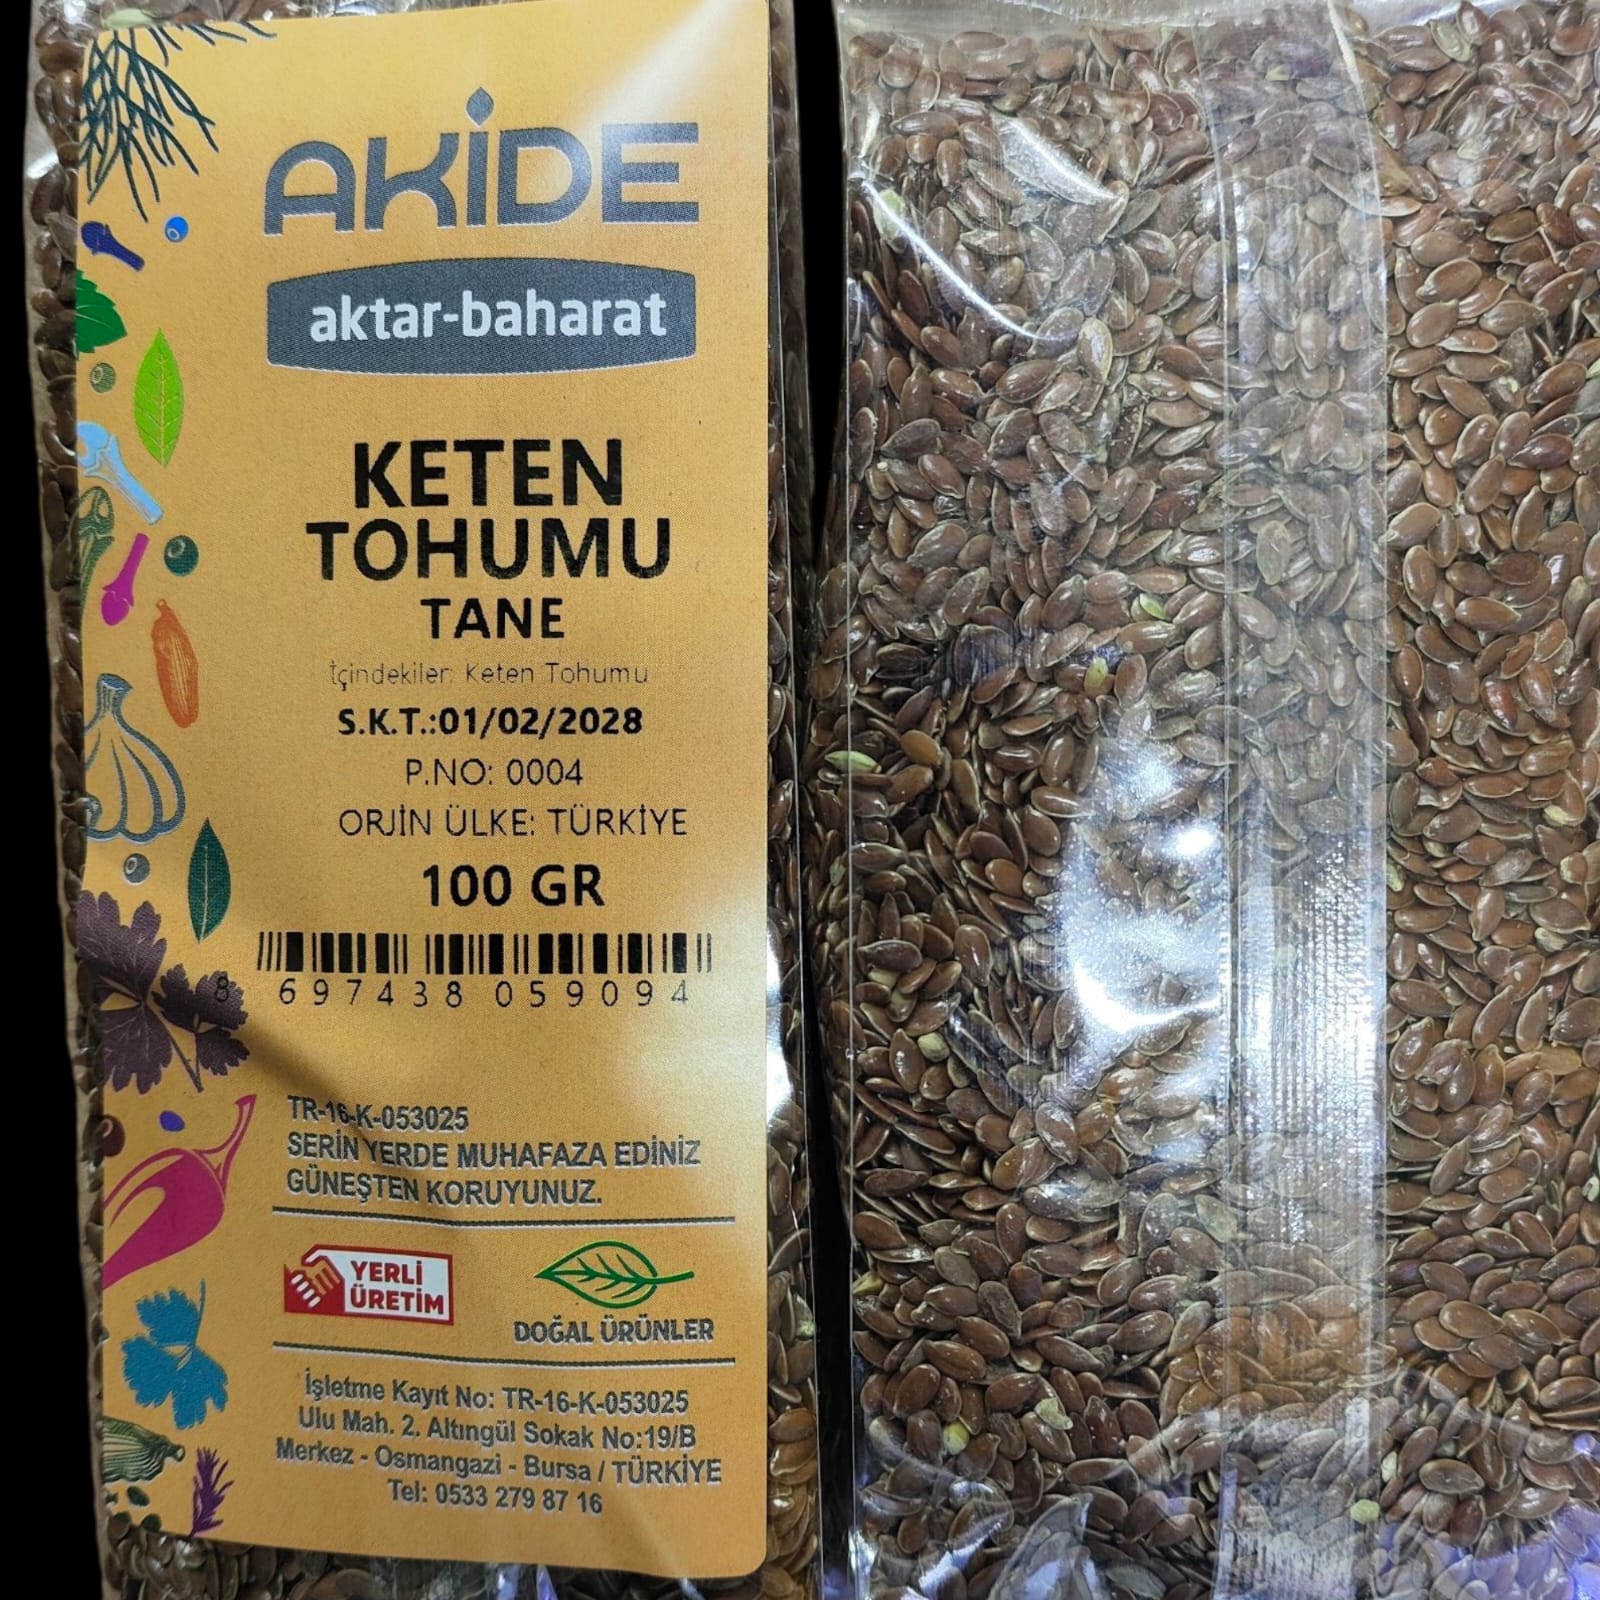 AKİDE
aktar-baharat
KETEN
TOHUMU
TANE
İçindekiler: Keten Tohumu
S.K.T.:01/02/2028
P.NO: 0004
ORJİN ÜLKE: TÜRKİYE
100 GR
8 697438 059094
TR-16-K-053025
SERİN YERDE MUHAFAZA EDİNİZ
GÜNEŞTEN KORUYUNUZ.
YERLİ
ÜRETİM
DOĞAL ÜRÜNLER
İşletme Kayıt No: TR-16-K-053025
Ulu Mah. 2. Altıngül Sokak No:19/B
Merkez - Osmangazi - Bursa / TÜRKİYE
Tel: 0533 279 87 16